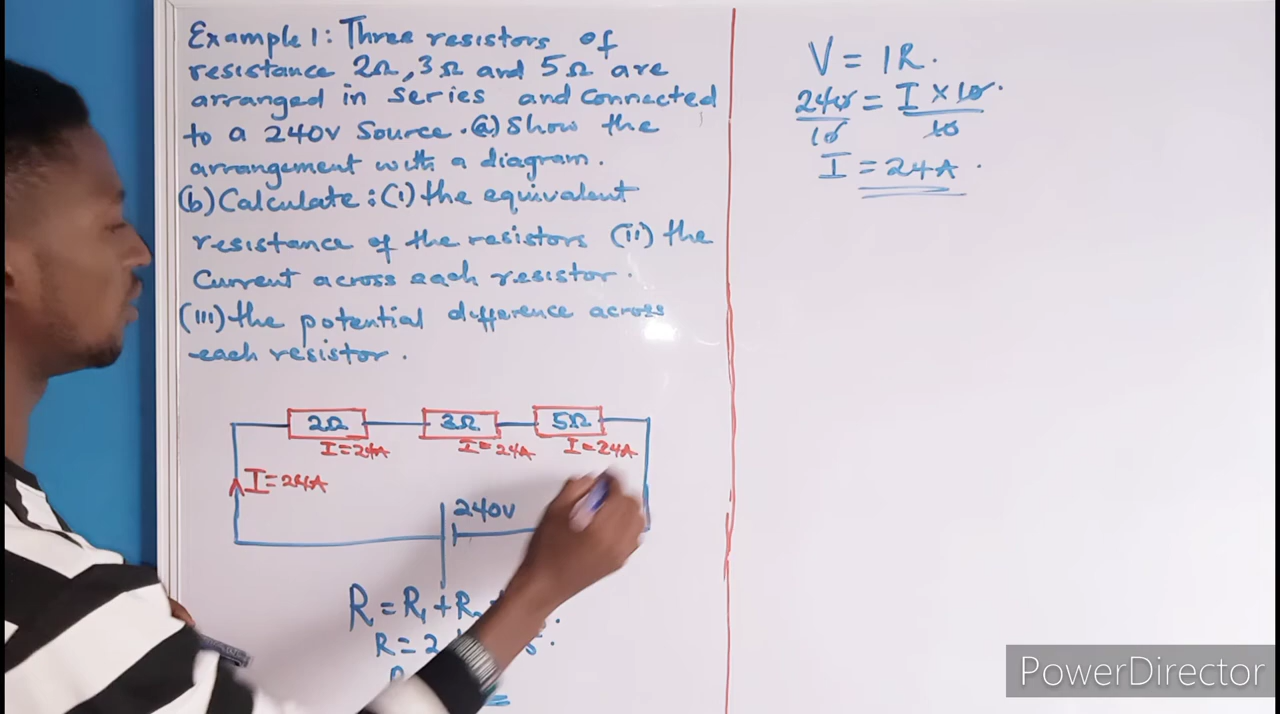 Example 1: Three resistors of
resistance 2Ω, 3Ω and 5Ω are
arranged in series and connected
to a 240V Source. (a) Show the
arrangement with a diagram.
(b) Calculate: (i) the equivalent
resistance of the resistors (ii) the
Current across each resistor.
(iii) the potential difference across
each resistor.
2Ω 3Ω 5Ω
I=24A I=24A I=24A
I=24A
240V
R = R₁ + R₂
R = 2
V = IR.
240 = I × 10.
10 10
I = 24A.
PowerDirector